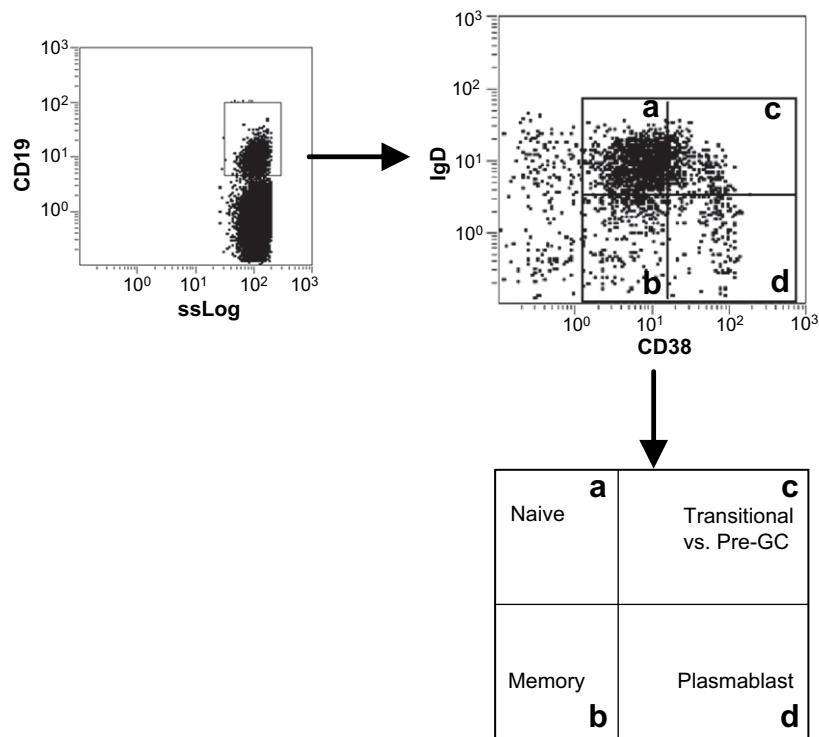 10³
10²
10¹
10⁰
CD19
10⁰
10¹
10²
10³
ssLog
10³
10²
10¹
10⁰
IgD
a
c
b
d
10⁰
10¹
10²
10³
CD38
a
c
Naive
Transitional
vs. Pre-GC
Memory
Plasmablast
b
d